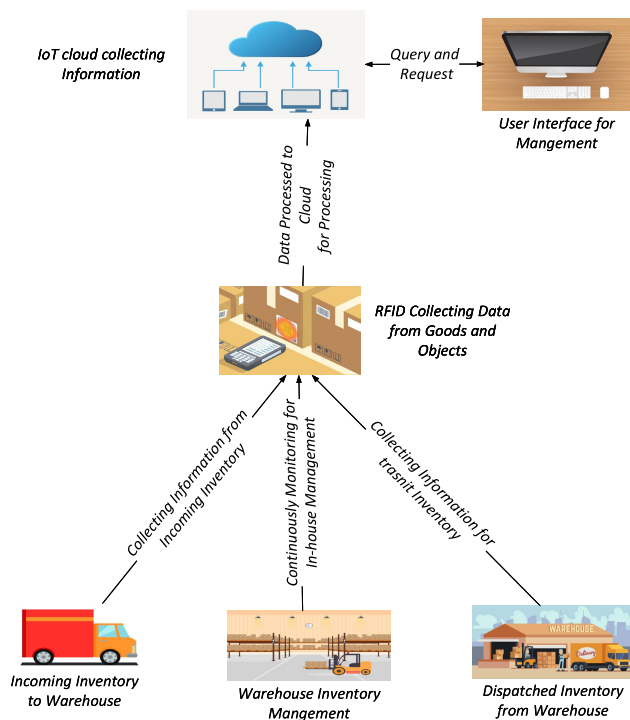 IoT cloud collecting
Information
Query and
Request
User Interface for
Mangement
Data Processed to
Cloud
for Processing
RFID Collecting Data
from Goods and
Objects
Collecting Information from
Incoming Inventory
Continuously Monitoring for
In-house Management
Collecting Information for
trasnit Inventory
WAREHOUSE
Delivery
Incoming Inventory
to Warehouse
Warehouse Inventory
Mangement
Dispatched Inventory
from Warehouse